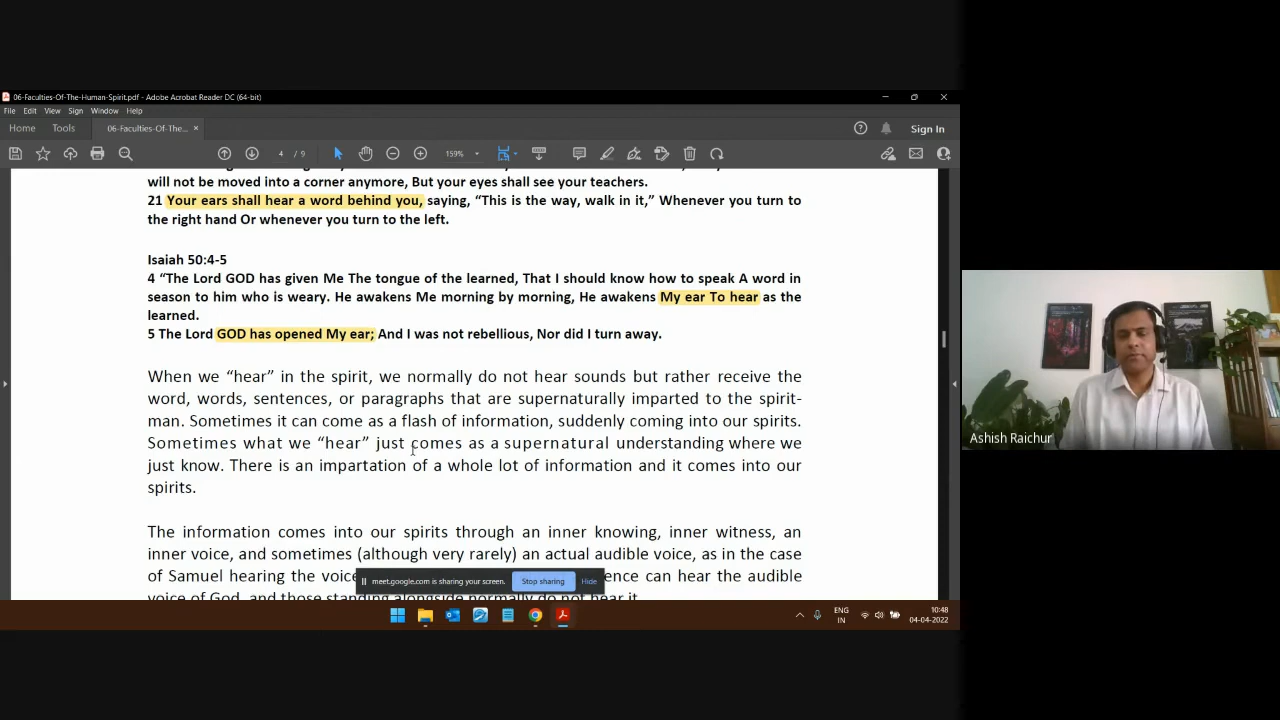 06-Faculties-Of-The-Human-Spirit.pdf - Adobe Acrobat Reader DC (64-bit)
File Edit View Sign Window Help
Home Tools 06-Faculties-Of-The... × Sign In
4 / 9 159%
will not be moved into a corner anymore, But your eyes shall see your teachers.
21 Your ears shall hear a word behind you, saying, “This is the way, walk in it,” Whenever you turn to
the right hand Or whenever you turn to the left.
Isaiah 50:4-5
4 “The Lord GOD has given Me The tongue of the learned, That I should know how to speak A word in
season to him who is weary. He awakens Me morning by morning, He awakens My ear To hear as the
learned.
5 The Lord GOD has opened My ear; And I was not rebellious, Nor did I turn away.
When we “hear” in the spirit, we normally do not hear sounds but rather receive the
word, words, sentences, or paragraphs that are supernaturally imparted to the spirit-
man. Sometimes it can come as a flash of information, suddenly coming into our spirits.
Sometimes what we “hear” just comes as a supernatural understanding where we
just know. There is an impartation of a whole lot of information and it comes into our
spirits.
The information comes into our spirits through an inner knowing, inner witness, an
inner voice, and sometimes (although very rarely) an actual audible voice, as in the case
of Samuel hearing the voice ence can hear the audible
voice of God, and those standing alongside normally do not hear it.
meet.google.com is sharing your screen. Stop sharing Hide
Ashish Raichur
ENG
IN
10:48
04-04-2022